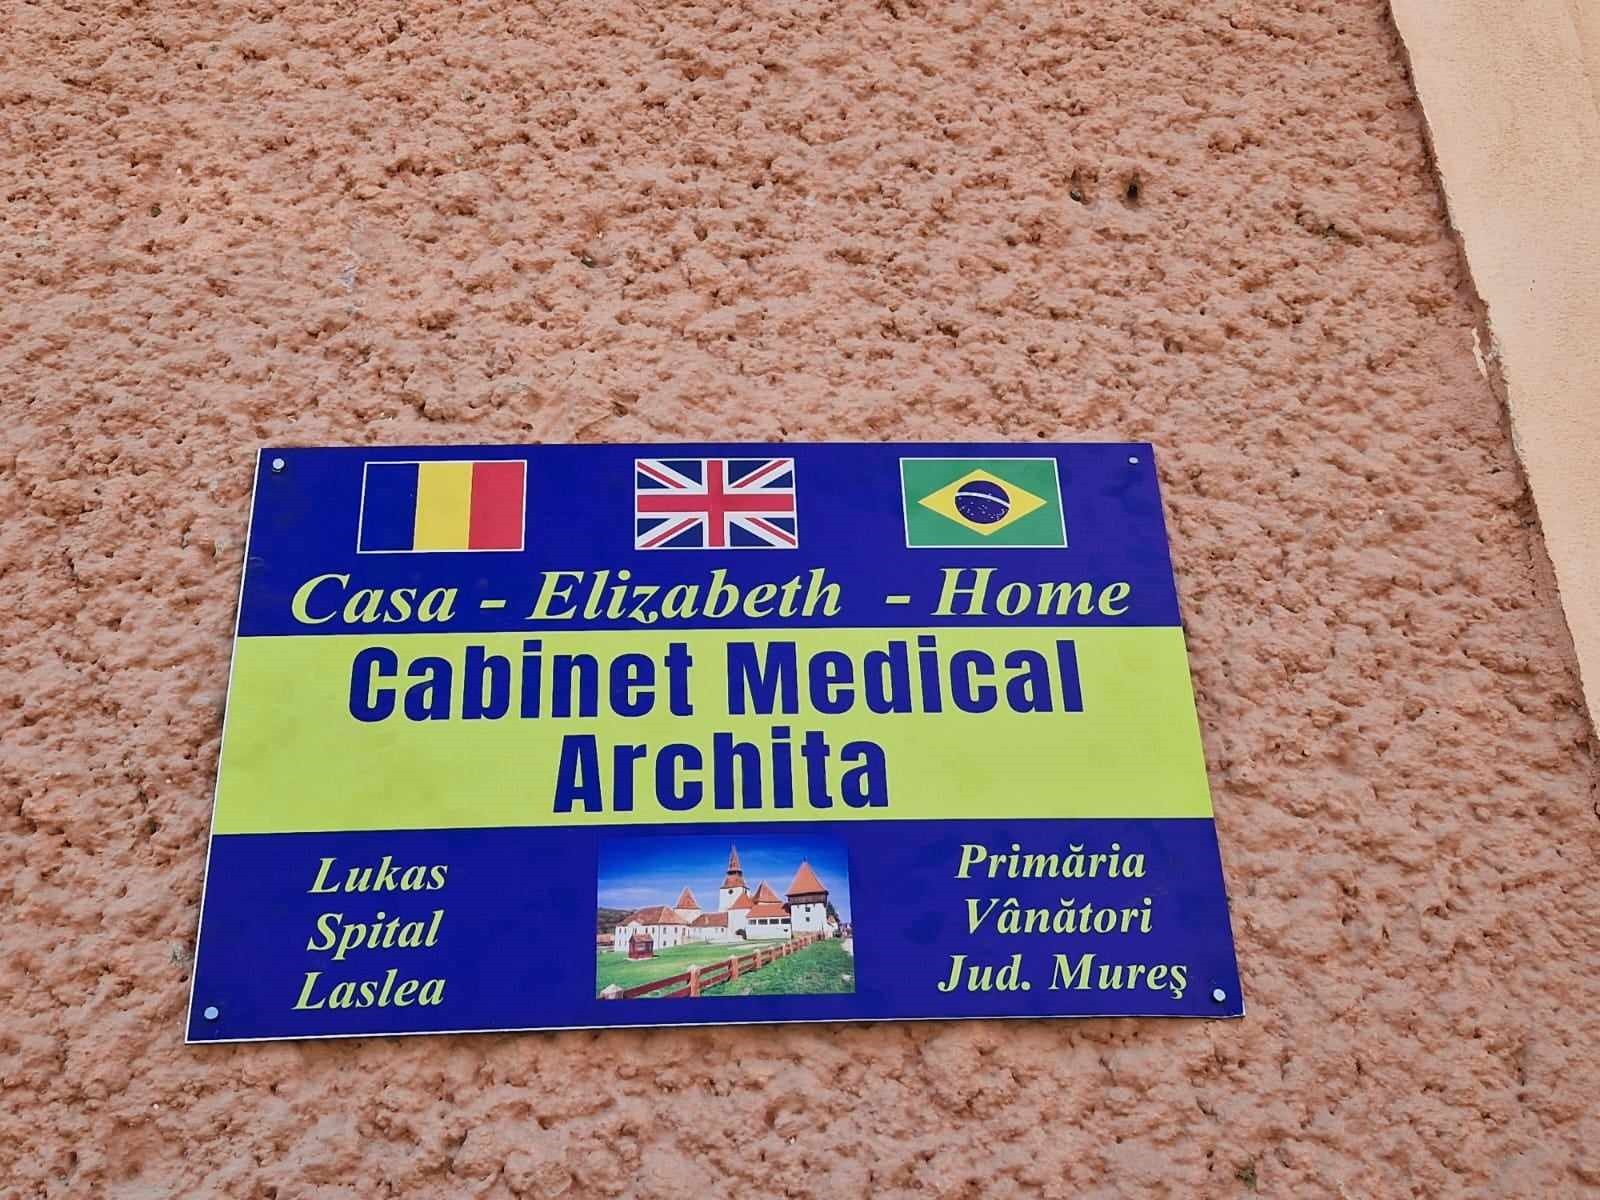 Casa - Elizabeth - Home
Cabinet Medical
Archita
Lukas
Spital
Laslea
Primăria
Vânători
Jud. Mureş